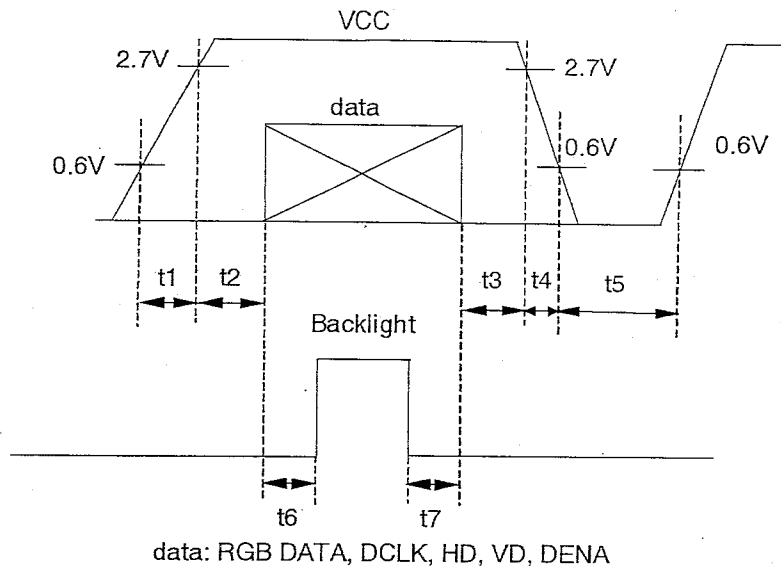 VCC
2.7V
2.7V
data
0.6V
0.6V
0.6V
t1
t2
t3
t4
t5
Backlight
t6
t7
data: RGB DATA, DCLK, HD, VD, DENA